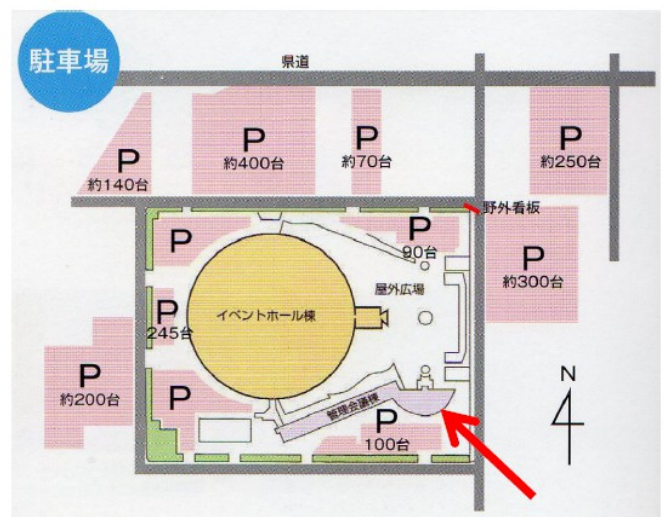 駐車場
県道
P
約140台
P
約400台
P
約70台
P
約250台
野外看板
P
P
90台
P
約300台
屋外広場
イベントホール棟
P
245台
P
約200台
P
管理会議棟
P
100台
N